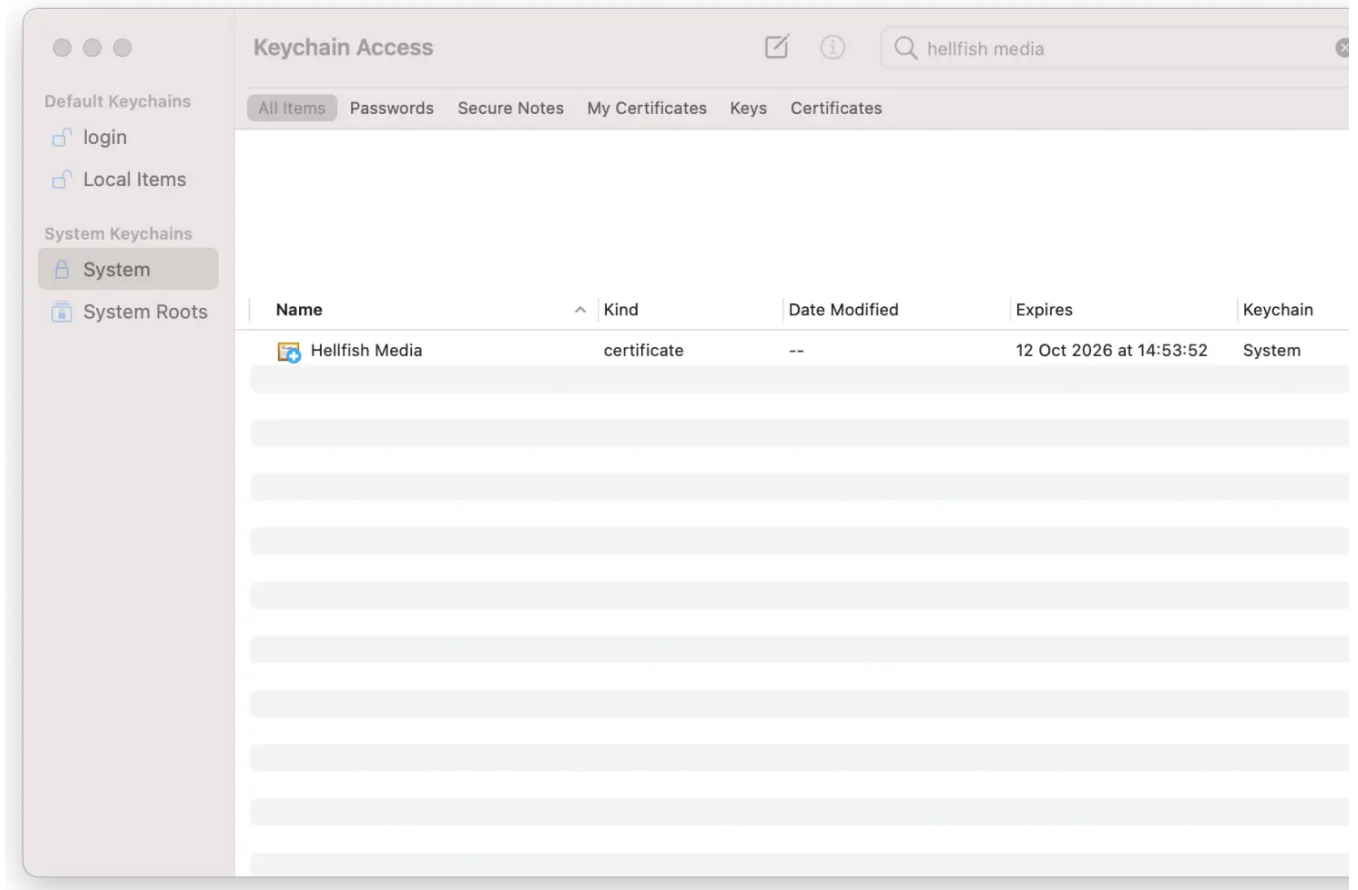 Keychain Access
hellfish media
Default Keychains
login
Local Items
System Keychains
System
System Roots
All Items Passwords Secure Notes My Certificates Keys Certificates
Name Kind Date Modified Expires Keychain
Hellfish Media certificate -- 12 Oct 2026 at 14:53:52 System